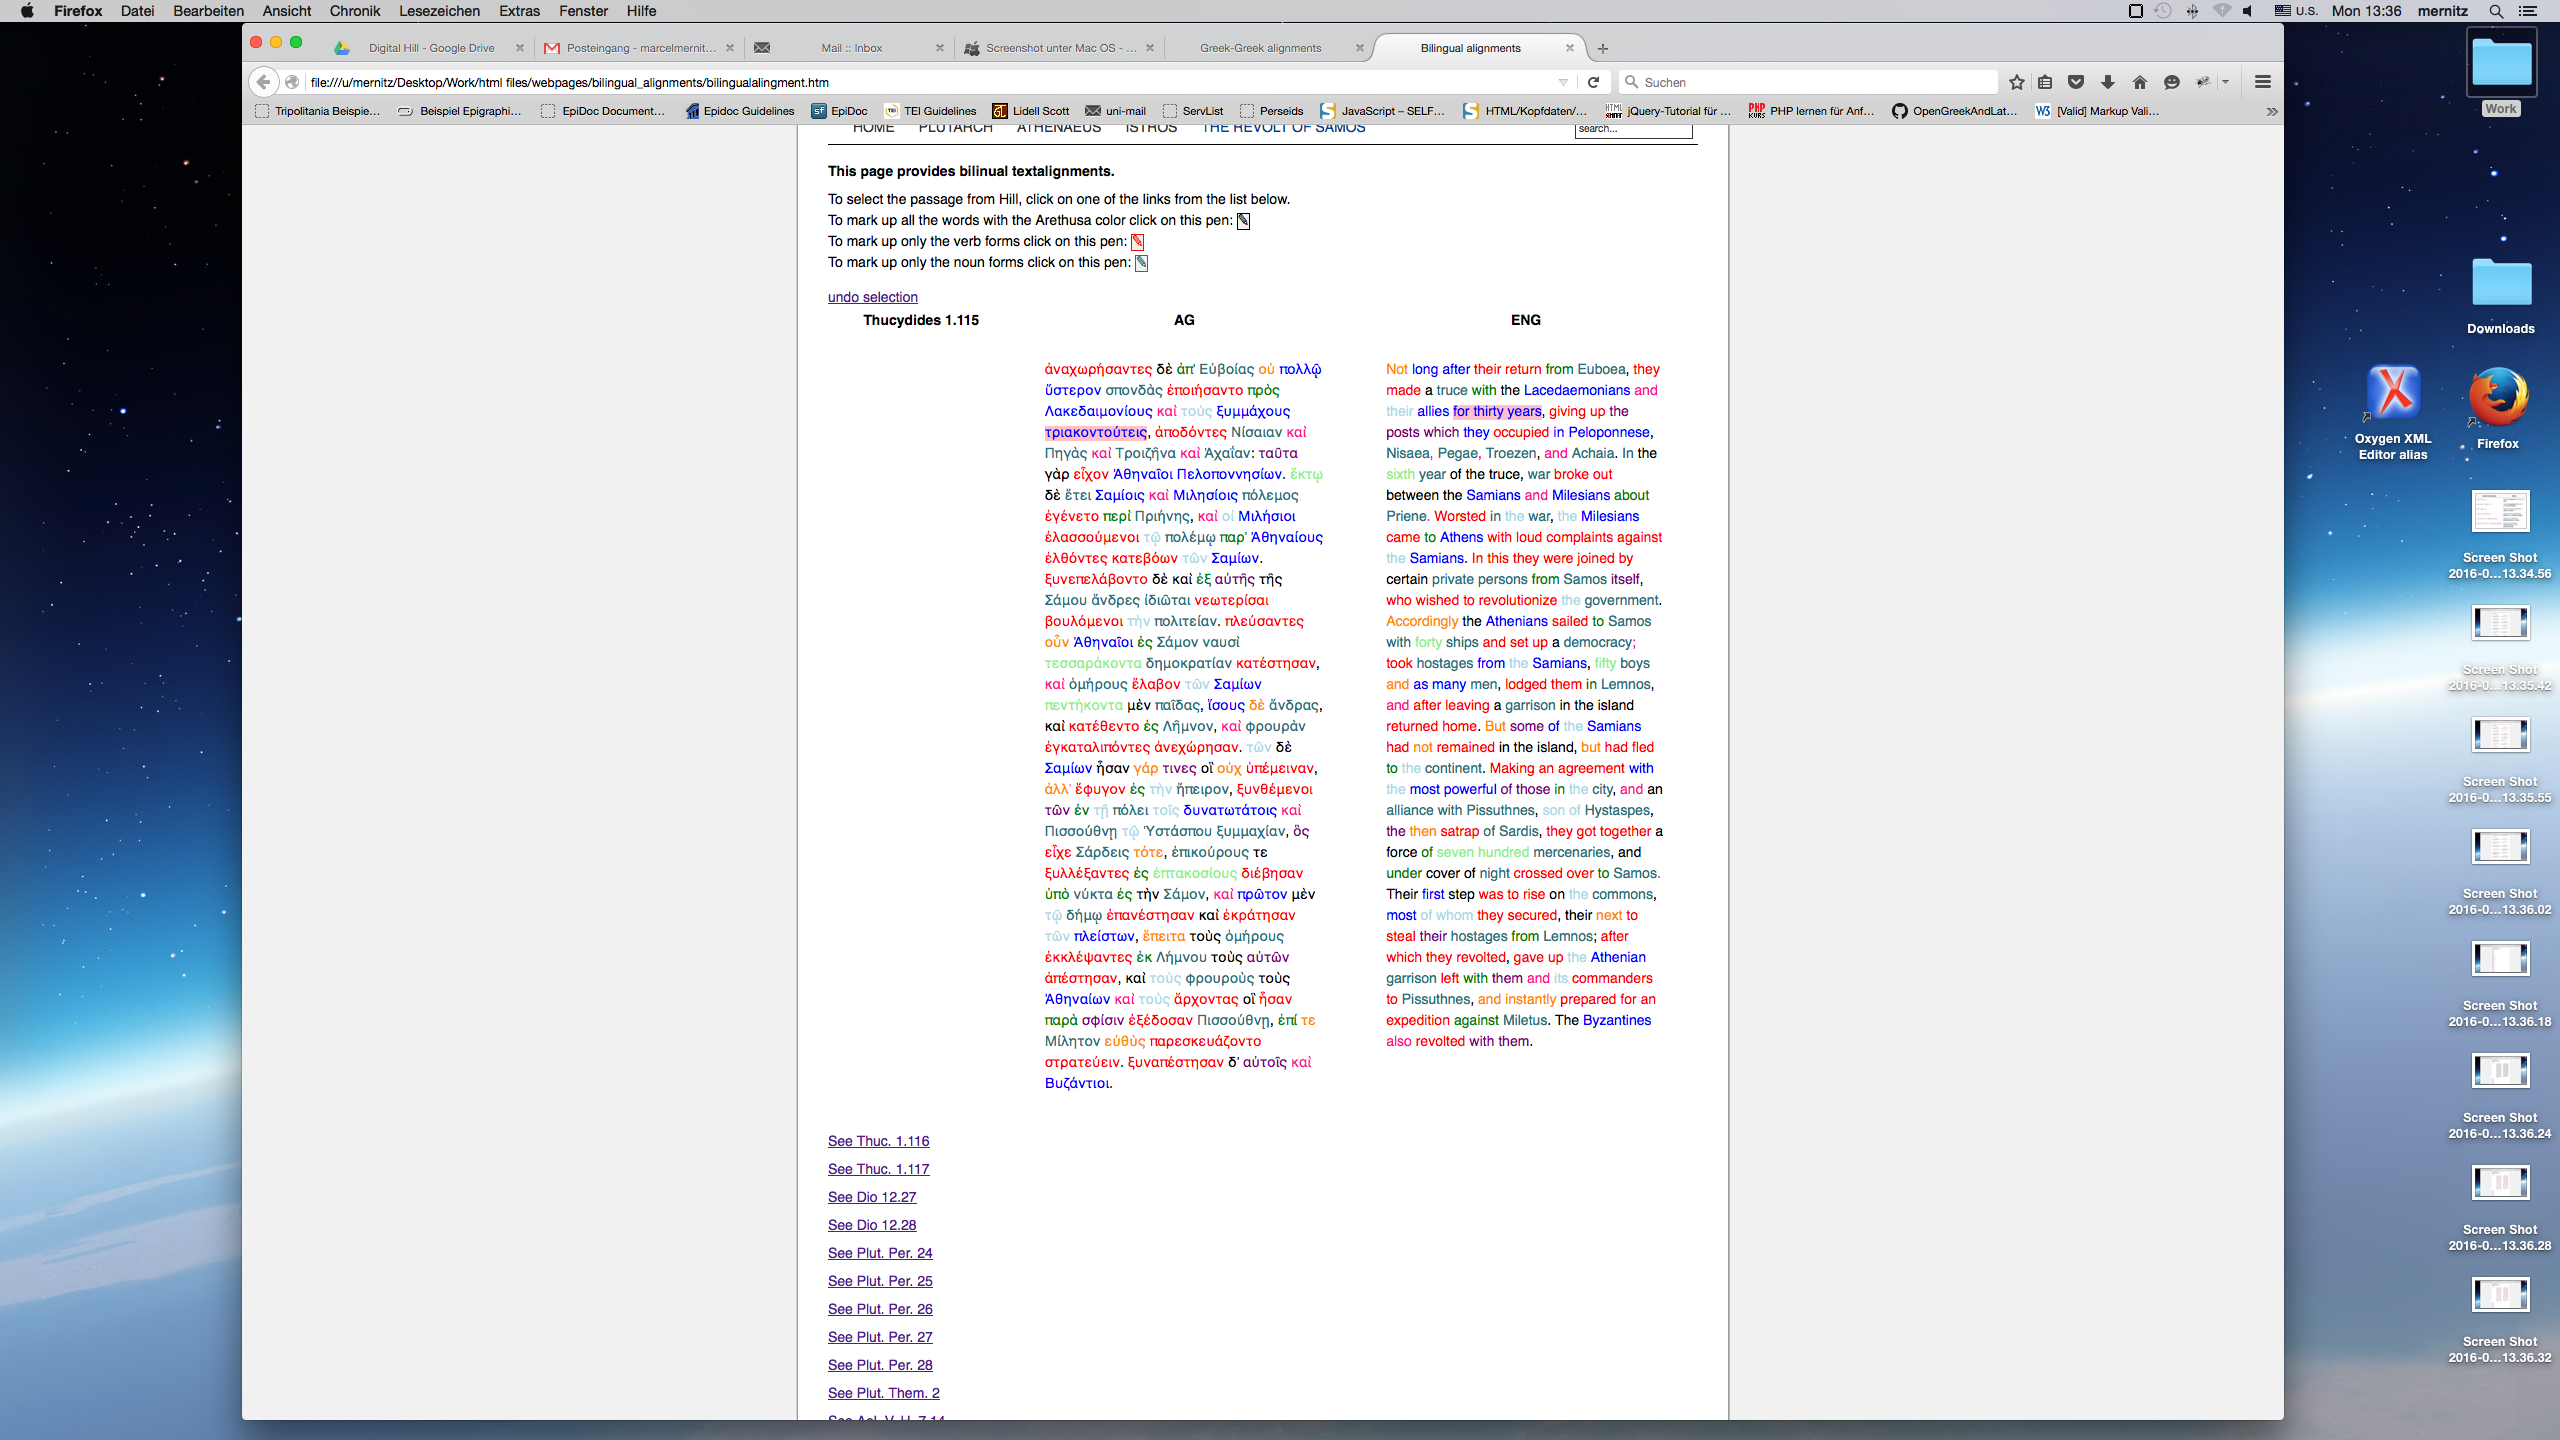 Firefox Datei Bearbeiten Ansicht Chronik Lesezeichen Extras Fenster Hilfe
U.S. Mon 13:36 mernitz
Digital Hill - Google Drive
Posteingang - marcelmernit...
Mail :: Inbox
Screenshot unter Mac OS - ...
Greek-Greek alignments
Bilingual alignments
file:///u/mernitz/Desktop/Work/html files/webpages/bilingual_alignments/bilingualalingment.htm
Suchen
Tripolitania Beispie... Beispiel Epigraphi... EpiDoc Document... Epidoc Guidelines EpiDoc TEI Guidelines Lidell Scott uni-mail ServList Perseids JavaScript – SELF... HTML/Kopfdaten/... jQuery-Tutorial für ... PHP lernen für Anf... OpenGreekAndLat... [Valid] Markup Vali...
HOME PLUTARCH ATHENAEUS ISTROS THE REVOLT OF SAMOS search...
This page provides bilinual textalignments.
To select the passage from Hill, click on one of the links from the list below.
To mark up all the words with the Arethusa color click on this pen:
To mark up only the verb forms click on this pen:
To mark up only the noun forms click on this pen:
undo selection
Thucydides 1.115 AG ENG
ἀναχωρήσαντες δὲ ἀπ' Εὐβοίας οὐ πολλῷ
ὕστερον σπονδὰς ἐποιήσαντο πρὸς
Λακεδαιμονίους καὶ τοὺς ξυμμάχους
τριακοντούτεις, ἀποδόντες Νίσαιαν καὶ
Πηγὰς καὶ Τροιζῆνα καὶ Ἀχαΐαν: ταῦτα
γὰρ εἶχον Ἀθηναῖοι Πελοποννησίων. ἕκτῳ
δὲ ἔτει Σαμίοις καὶ Μιλησίοις πόλεμος
ἐγένετο περὶ Πριήνης, καὶ οἱ Μιλήσιοι
ἐλασσούμενοι τῷ πολέμῳ παρ' Ἀθηναίους
ἐλθόντες κατεβόων τῶν Σαμίων.
ξυνεπελάβοντο δὲ καὶ ἐξ αὐτῆς τῆς
Σάμου ἄνδρες ἰδιῶται νεωτερίσαι
βουλόμενοι τὴν πολιτείαν. πλεύσαντες
οὖν Ἀθηναῖοι ἐς Σάμον ναυσὶ
τεσσαράκοντα δημοκρατίαν κατέστησαν,
καὶ ὁμήρους ἔλαβον τῶν Σαμίων
πεντήκοντα μὲν παῖδας, ἴσους δὲ ἄνδρας,
καὶ κατέθεντο ἐς Λῆμνον, καὶ φρουρὰν
ἐγκαταλιπόντες ἀνεχώρησαν. τῶν δὲ
Σαμίων ἦσαν γάρ τινες οἳ οὐχ ὑπέμειναν,
ἀλλ' ἔφυγον ἐς τὴν ἤπειρον, ξυνθέμενοι
τῶν ἐν τῇ πόλει τοῖς δυνατωτάτοις καὶ
Πισσούθνῃ τῷ Ὑστάσπου ξυμμαχίαν, ὃς
εἶχε Σάρδεις τότε, ἐπικούρους τε
ξυλλέξαντες ἐς ἑπτακοσίους διέβησαν
ὑπὸ νύκτα ἐς τὴν Σάμον, καὶ πρῶτον μὲν
τῷ δήμῳ ἐπανέστησαν καὶ ἐκράτησαν
τῶν πλείστων, ἔπειτα τοὺς ὁμήρους
ἐκκλέψαντες ἐκ Λήμνου τοὺς αὑτῶν
ἀπέστησαν, καὶ τοὺς φρουροὺς τοὺς
Ἀθηναίων καὶ τοὺς ἄρχοντας οἳ ἦσαν
παρὰ σφίσιν ἐξέδοσαν Πισσούθνῃ, ἐπί τε
Μίλητον εὐθὺς παρεσκευάζοντο
στρατεύειν. ξυναπέστησαν δ' αὐτοῖς καὶ
Βυζάντιοι.
Not long after their return from Euboea, they
made a truce with the Lacedaemonians and
their allies for thirty years, giving up the
posts which they occupied in Peloponnese,
Nisaea, Pegae, Troezen, and Achaia. In the
sixth year of the truce, war broke out
between the Samians and Milesians about
Priene. Worsted in the war, the Milesians
came to Athens with loud complaints against
the Samians. In this they were joined by
certain private persons from Samos itself,
who wished to revolutionize the government.
Accordingly the Athenians sailed to Samos
with forty ships and set up a democracy;
took hostages from the Samians, fifty boys
and as many men, lodged them in Lemnos,
and after leaving a garrison in the island
returned home. But some of the Samians
had not remained in the island, but had fled
to the continent. Making an agreement with
the most powerful of those in the city, and an
alliance with Pissuthnes, son of Hystaspes,
the then satrap of Sardis, they got together a
force of seven hundred mercenaries, and
under cover of night crossed over to Samos.
Their first step was to rise on the commons,
most of whom they secured, their next to
steal their hostages from Lemnos; after
which they revolted, gave up the Athenian
garrison left with them and its commanders
to Pissuthnes, and instantly prepared for an
expedition against Miletus. The Byzantines
also revolted with them.
See Thuc. 1.116
See Thuc. 1.117
See Dio 12.27
See Dio 12.28
See Plut. Per. 24
See Plut. Per. 25
See Plut. Per. 26
See Plut. Per. 27
See Plut. Per. 28
See Plut. Them. 2
Work
Downloads
Oxygen XML
Editor alias
Firefox
Screen Shot
2016-0...13.34.56
Screen Shot
2016-0...13.35.42
Screen Shot
2016-0...13.35.55
Screen Shot
2016-0...13.36.02
Screen Shot
2016-0...13.36.18
Screen Shot
2016-0...13.36.24
Screen Shot
2016-0...13.36.28
Screen Shot
2016-0...13.36.32